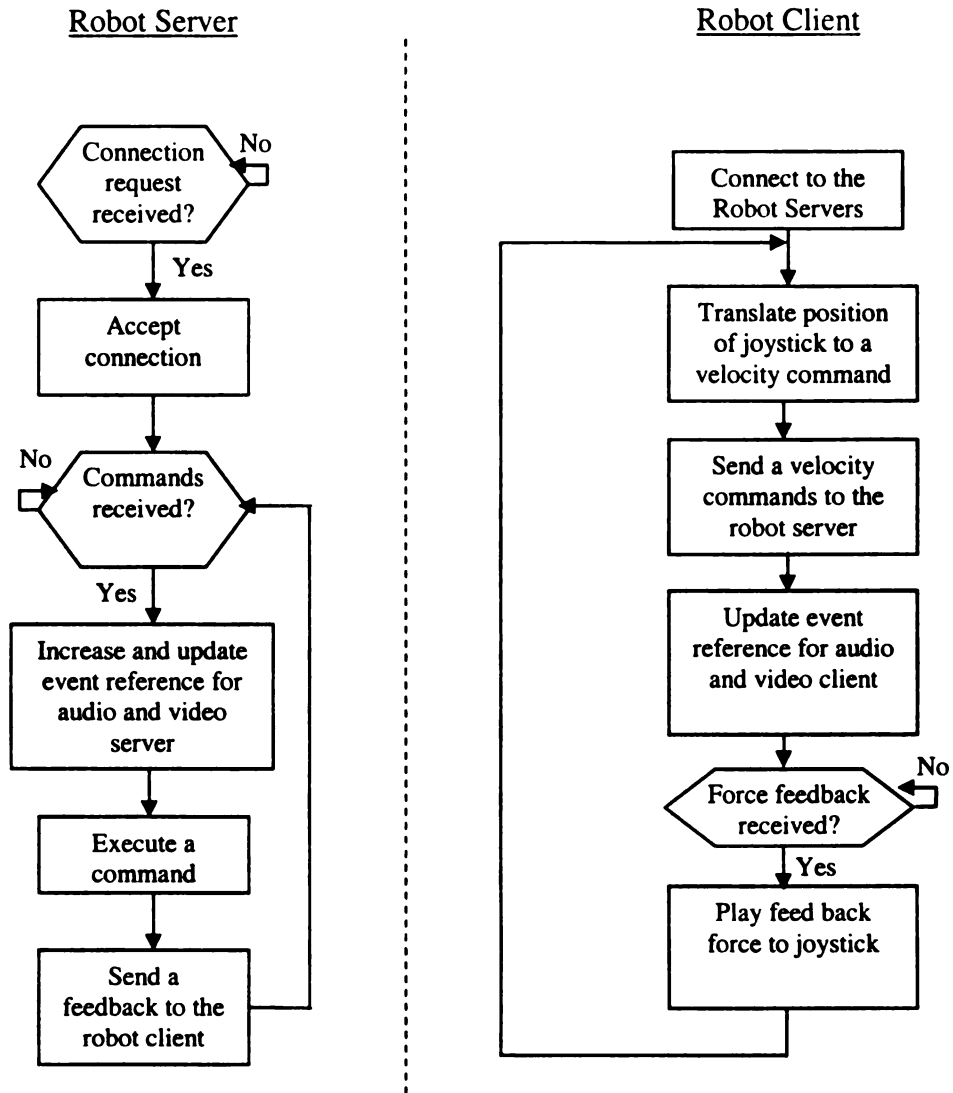 Robot Server
No
Connection
request
received?
Yes
Accept
connection
No
Commands
received?
Yes
Increase and update
event reference for
audio and video
server
Execute a
command
Send a
feedback to the
robot client
Robot Client
Connect to the
Robot Servers
Translate position
of joystick to a
velocity command
Send a velocity
commands to the
robot server
Update event
reference for audio
and video client
No
Force feedback
received?
Yes
Play feed back
force to joystick